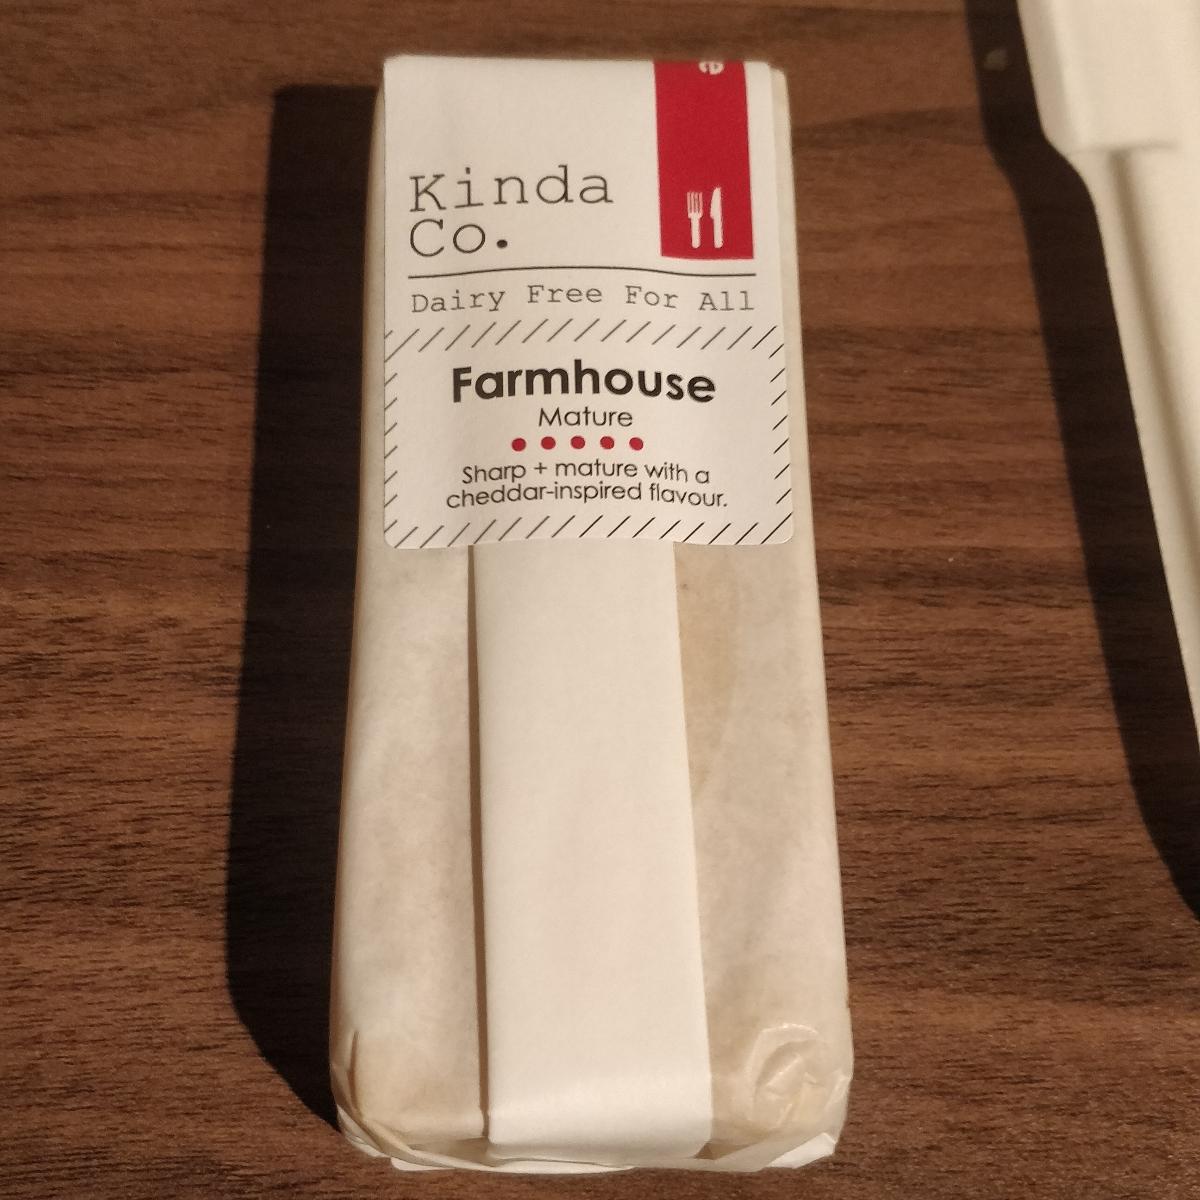 Kinda
Co.
Dairy Free For All
Farmhouse
Mature
Sharp + mature with a
cheddar-inspired flavour.